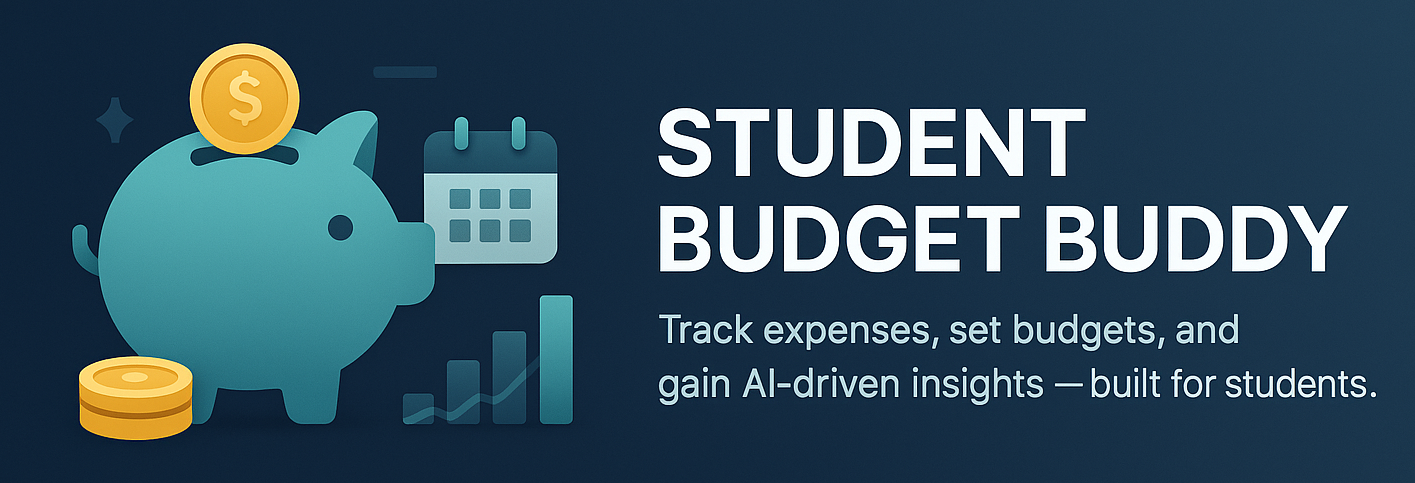 $
STUDENT
BUDGET BUDDY
Track expenses, set budgets, and
gain AI-driven insights — built for students.